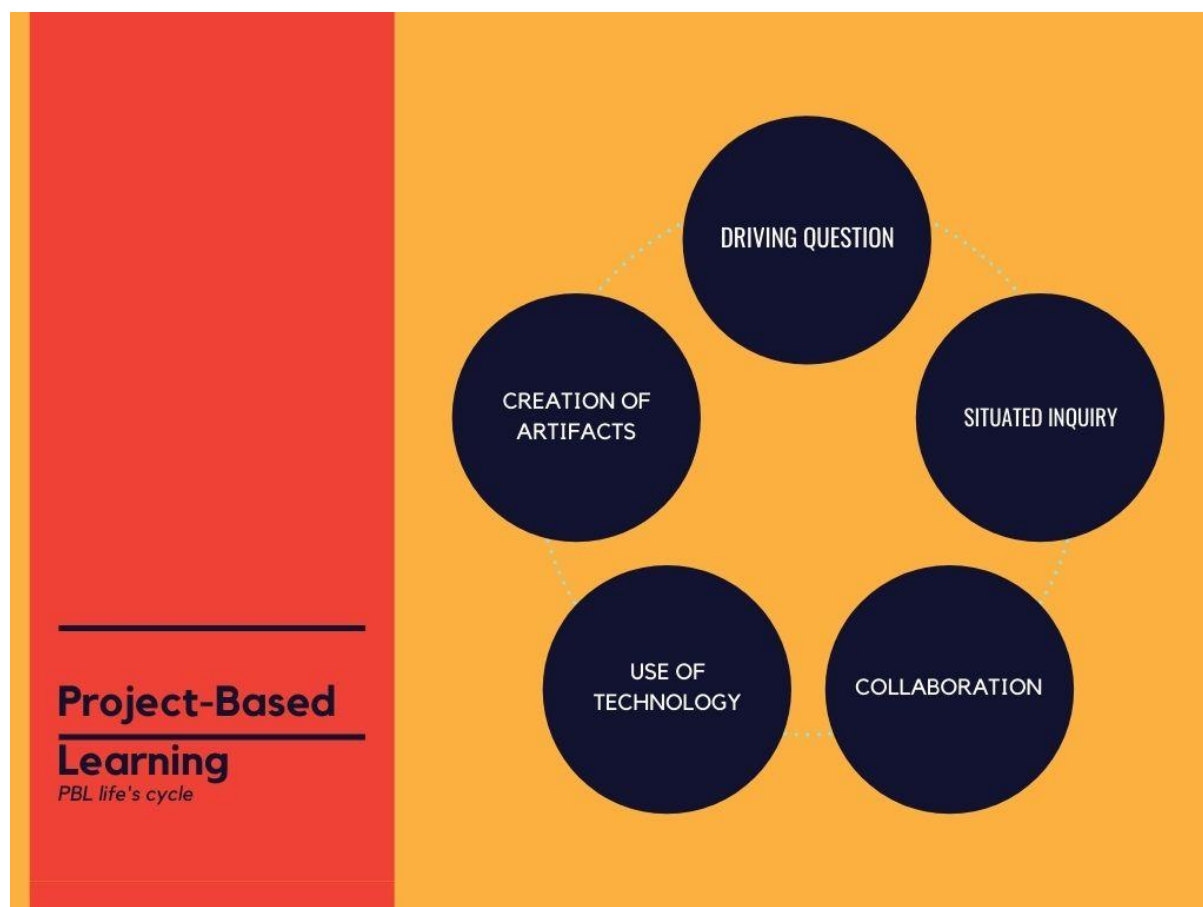 Project-Based
Learning
PBL life's cycle
DRIVING QUESTION
SITUATED INQUIRY
COLLABORATION
USE OF
TECHNOLOGY
CREATION OF
ARTIFACTS